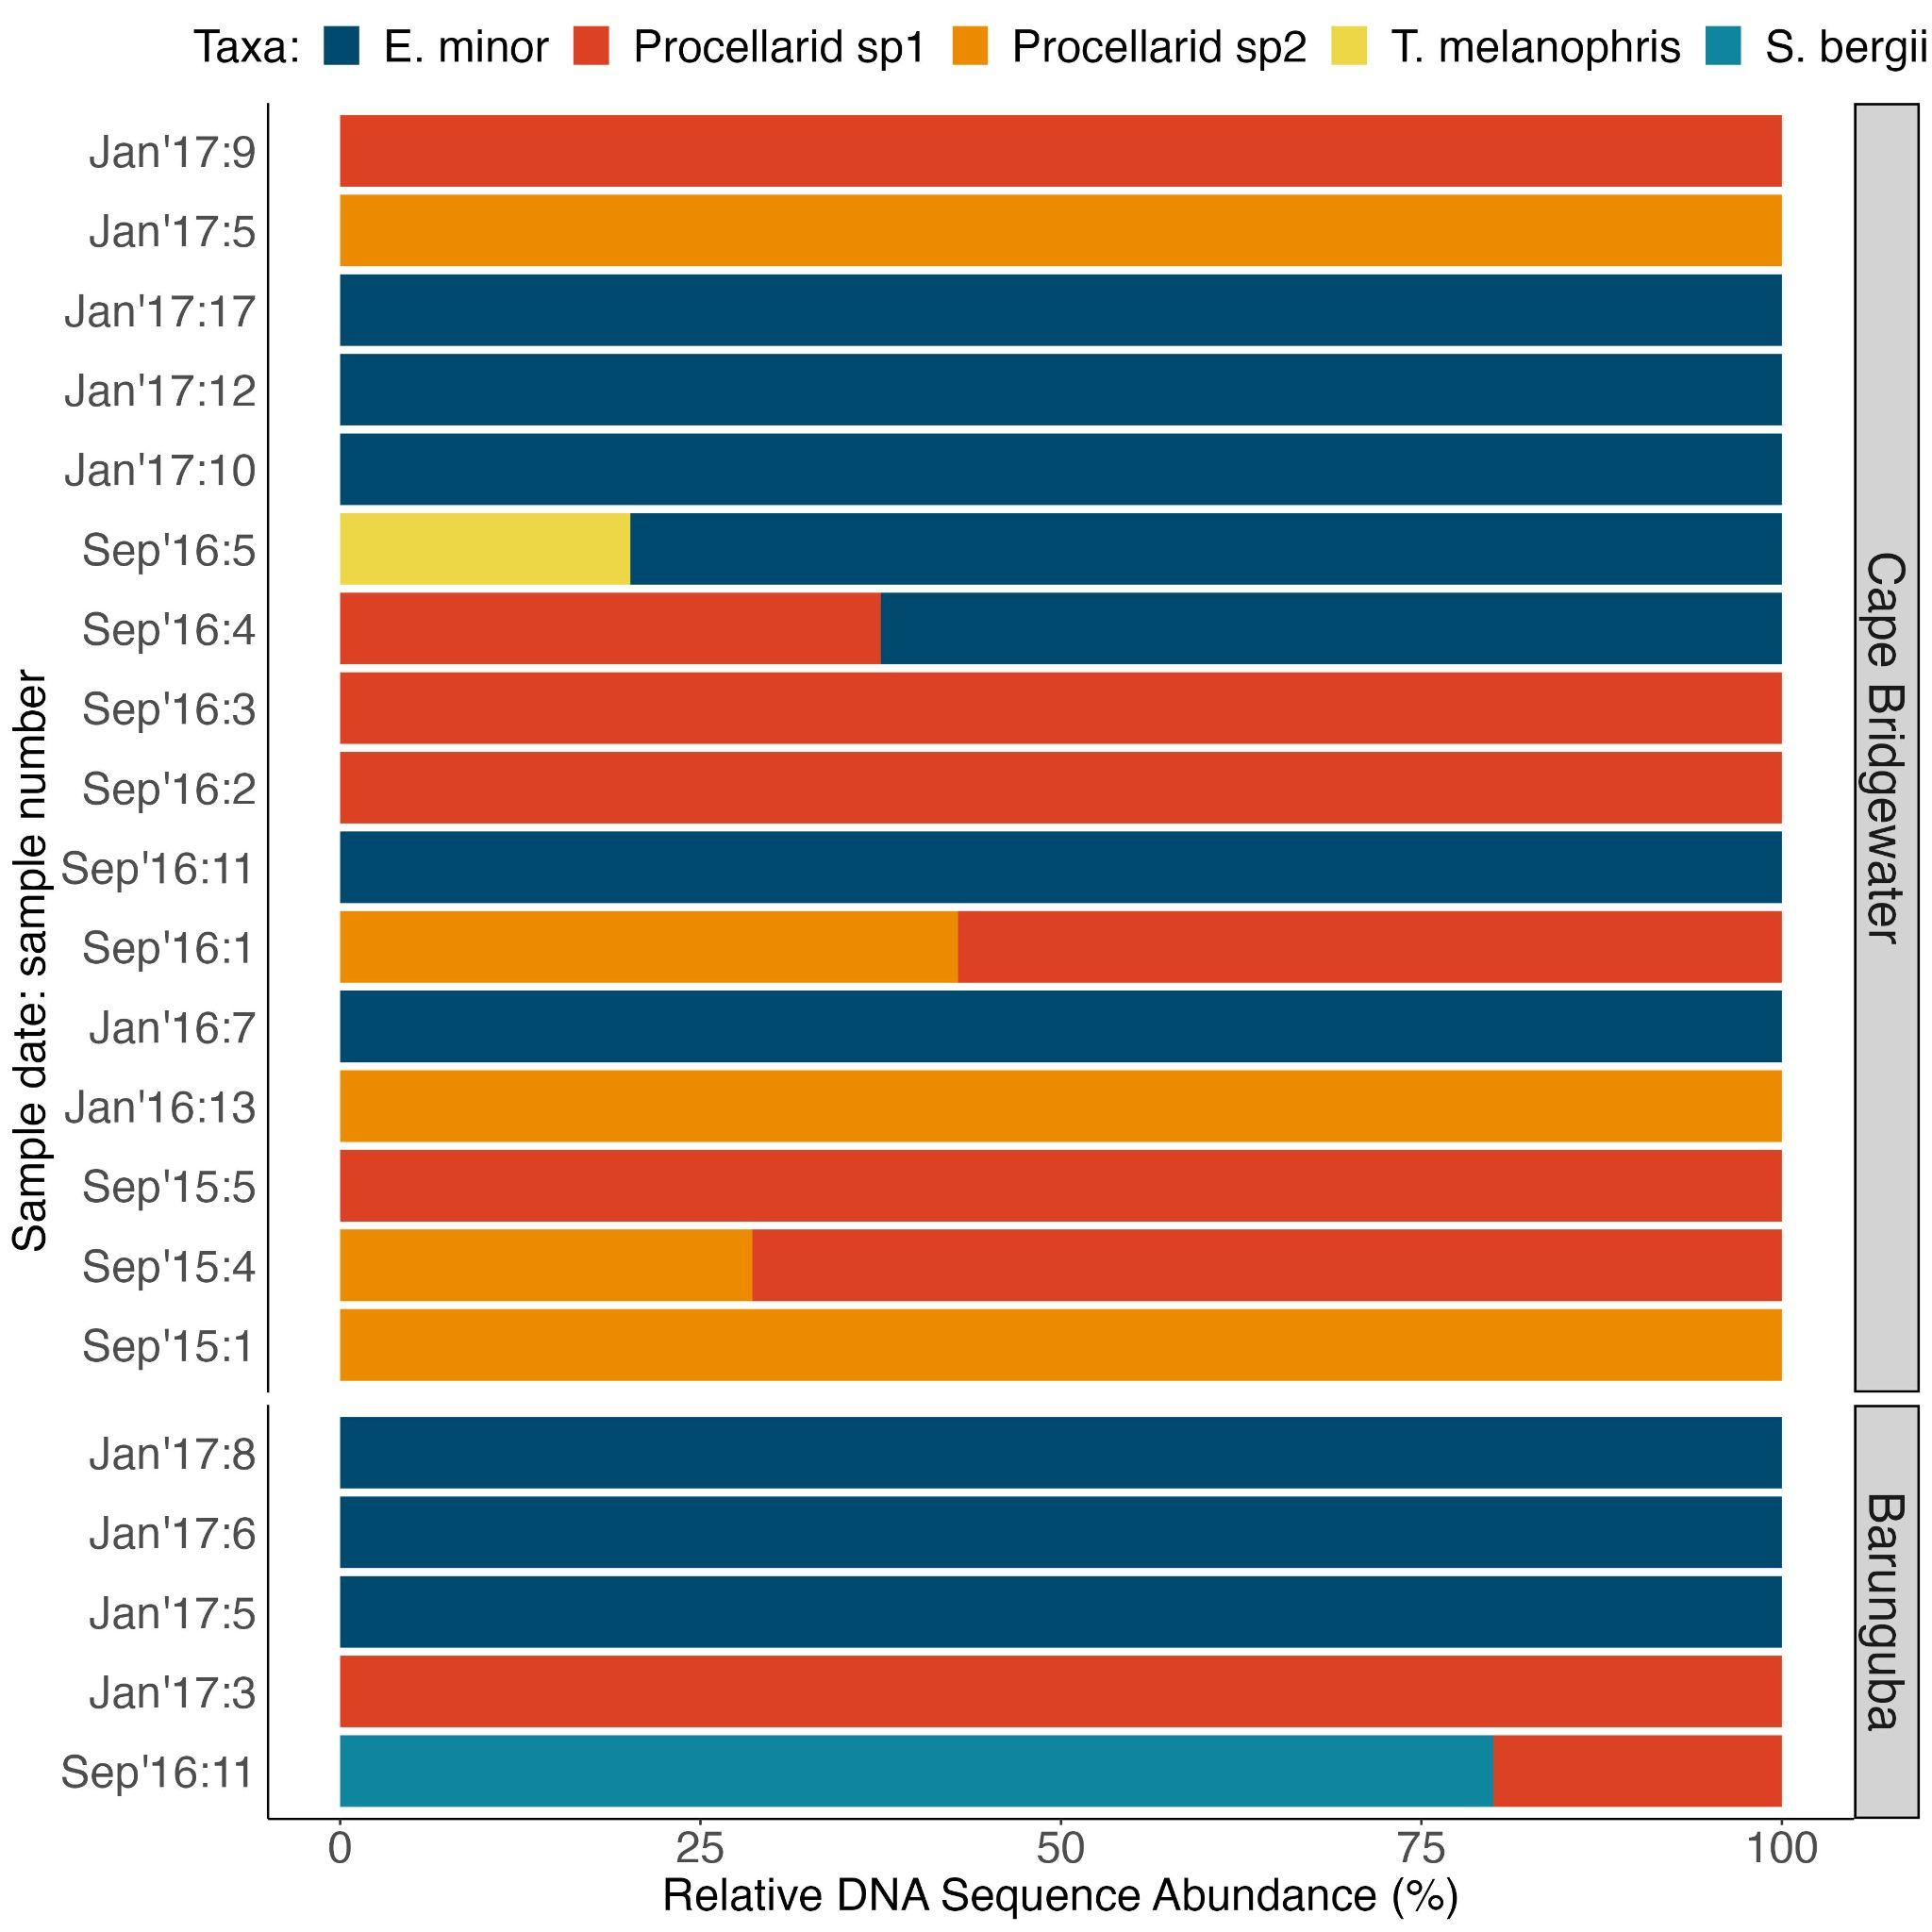 Taxa: E. minor Procellarid sp1 Procellarid sp2 T. melanophris S. bergii
Jan'17:9
Jan'17:5
Jan'17:17
Jan'17:12
Jan'17:10
Sep'16:5
Sep'16:4
Sep'16:3
Sep'16:2
Sep'16:11
Sep'16:1
Jan'16:7
Jan'16:13
Sep'15:5
Sep'15:4
Sep'15:1
Cape Bridgewater
Jan'17:8
Jan'17:6
Jan'17:5
Jan'17:3
Sep'16:11
Barunguba
Sample date: sample number
0 25 50 75 100
Relative DNA Sequence Abundance (%)